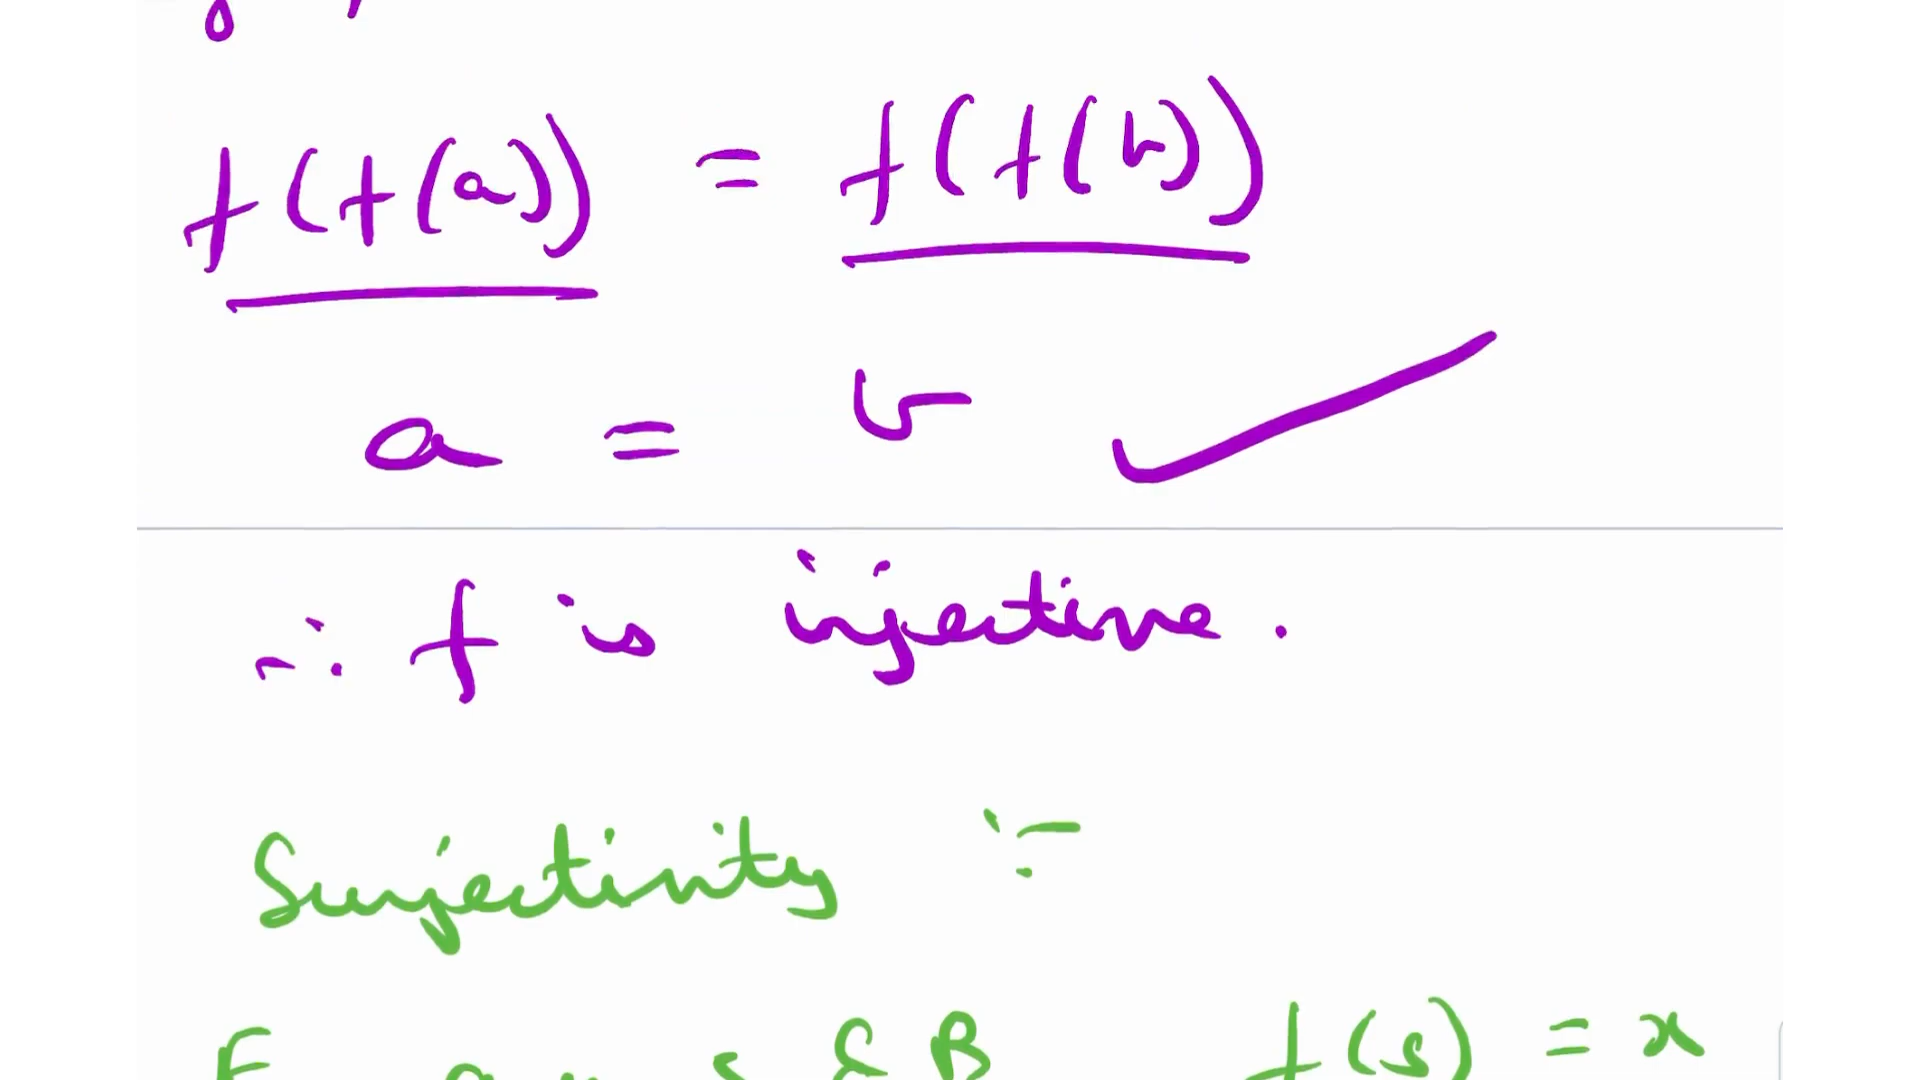 f(f(a)) = f(f(b))
a = b
∴ f is injective.
Surjectivity :-
f(s) = x